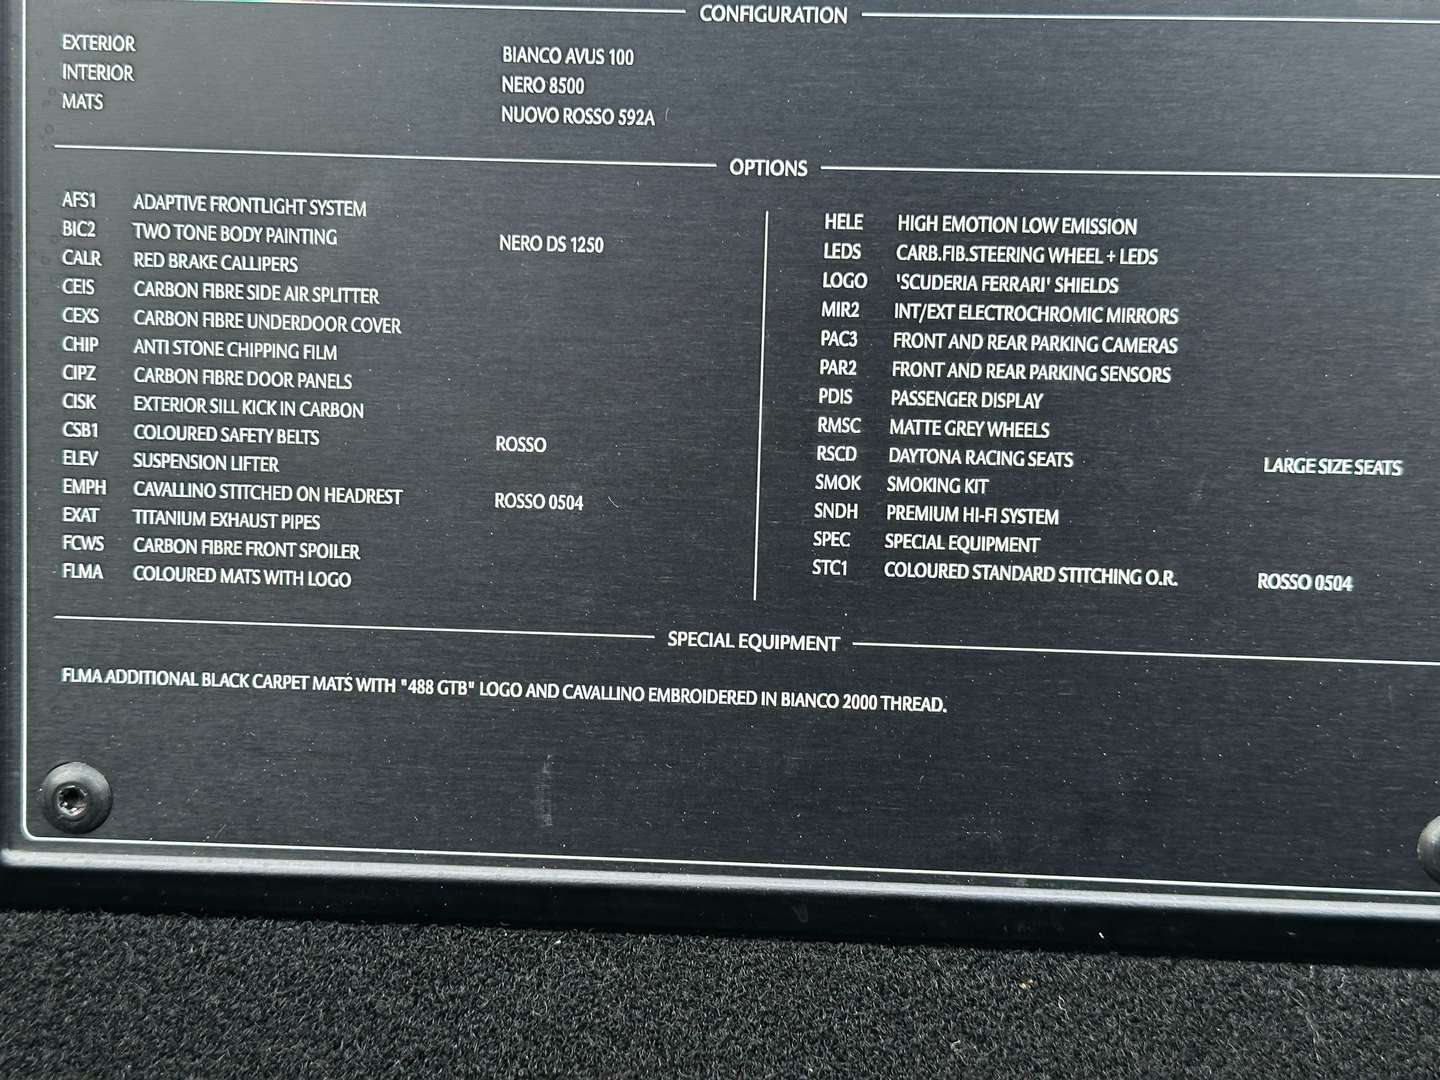 CONFIGURATION
EXTERIOR BIANCO AVUS 100
INTERIOR NERO 8500
MATS NUOVO ROSSO 592A
OPTIONS
AFS1 ADAPTIVE FRONTLIGHT SYSTEM
BIC2 TWO TONE BODY PAINTING NERO DS 1250
CALR RED BRAKE CALLIPERS
CEIS CARBON FIBRE SIDE AIR SPLITTER
CEXS CARBON FIBRE UNDERDOOR COVER
CHIP ANTI STONE CHIPPING FILM
CIPZ CARBON FIBRE DOOR PANELS
CISK EXTERIOR SILL KICK IN CARBON
CSB1 COLOURED SAFETY BELTS ROSSO
ELEV SUSPENSION LIFTER
EMPH CAVALLINO STITCHED ON HEADREST ROSSO 0504
EXAT TITANIUM EXHAUST PIPES
FCWS CARBON FIBRE FRONT SPOILER
FLMA COLOURED MATS WITH LOGO
HELE HIGH EMOTION LOW EMISSION
LEDS CARB.FIB.STEERING WHEEL + LEDS
LOGO 'SCUDERIA FERRARI' SHIELDS
MIR2 INT/EXT ELECTROCHROMIC MIRRORS
PAC3 FRONT AND REAR PARKING CAMERAS
PAR2 FRONT AND REAR PARKING SENSORS
PDIS PASSENGER DISPLAY
RMSC MATTE GREY WHEELS
RSCD DAYTONA RACING SEATS LARGE SIZE SEATS
SMOK SMOKING KIT
SNDH PREMIUM HI-FI SYSTEM
SPEC SPECIAL EQUIPMENT
STC1 COLOURED STANDARD STITCHING O.R. ROSSO 0504
SPECIAL EQUIPMENT
FLMA ADDITIONAL BLACK CARPET MATS WITH "488 GTB" LOGO AND CAVALLINO EMBROIDERED IN BIANCO 2000 THREAD.